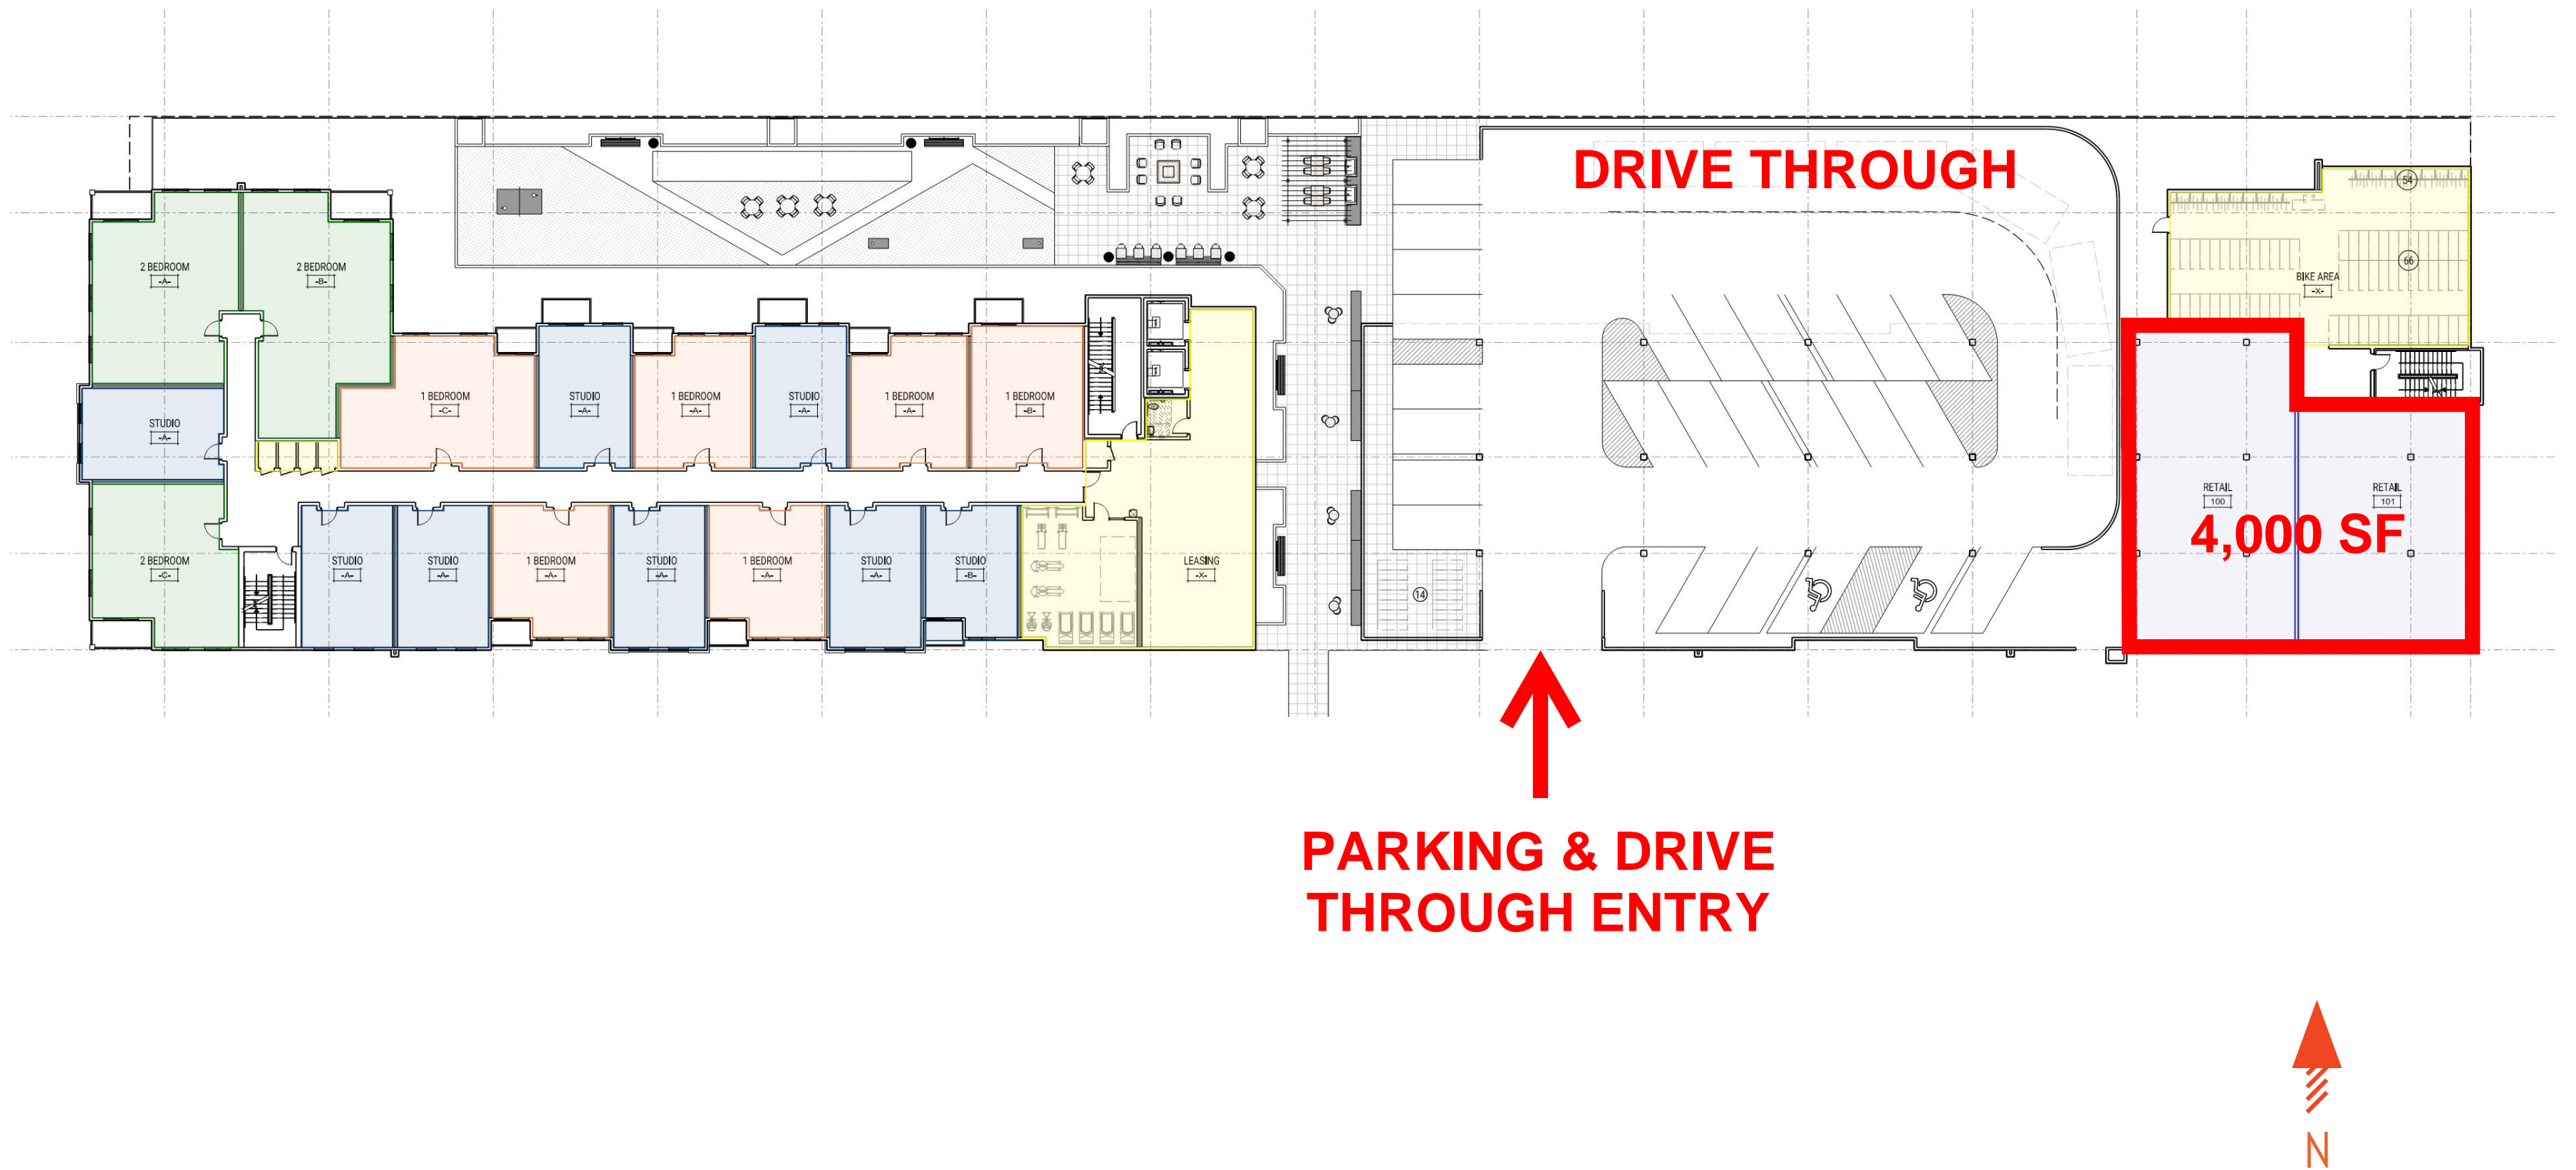 DRIVE THROUGH
54
66
BIKE AREA
-X-
2 BEDROOM
-A-
2 BEDROOM
-B-
1 BEDROOM
-C-
STUDIO
-A-
1 BEDROOM
-A-
STUDIO
-A-
1 BEDROOM
-A-
1 BEDROOM
-B-
STUDIO
-A-
RETAIL
100
RETAIL
101
4,000 SF
2 BEDROOM
-C-
STUDIO
-A-
STUDIO
-A-
1 BEDROOM
-A-
STUDIO
-A-
1 BEDROOM
-A-
STUDIO
-A-
STUDIO
-B-
LEASING
-X-
14
PARKING & DRIVE
THROUGH ENTRY
N